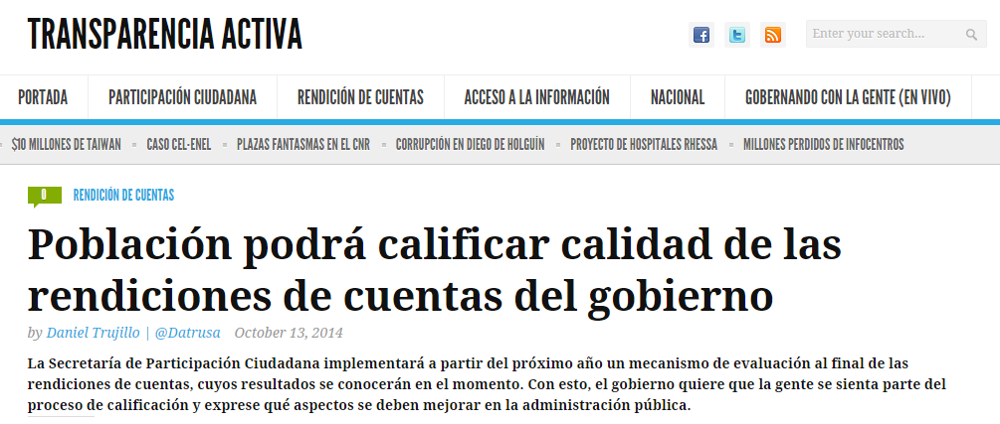 TRANSPARENCIA ACTIVA
Enter your search...
PORTADA PARTICIPACIÓN CIUDADANA RENDICIÓN DE CUENTAS ACCESO A LA INFORMACIÓN NACIONAL GOBERNANDO CON LA GENTE (EN VIVO)
$10 MILLONES DE TAIWAN CASO CEL-ENEL PLAZAS FANTASMAS EN EL CNR CORRUPCIÓN EN DIEGO DE HOLGUÍN PROYECTO DE HOSPITALES RHESSA MILLONES PERDIDOS DE INFOCENTROS
0 RENDICIÓN DE CUENTAS
Población podrá calificar calidad de las
rendiciones de cuentas del gobierno
by Daniel Trujillo | @Datrusa October 13, 2014
La Secretaría de Participación Ciudadana implementará a partir del próximo año un mecanismo de evaluación al final de las
rendiciones de cuentas, cuyos resultados se conocerán en el momento. Con esto, el gobierno quiere que la gente se sienta parte del
proceso de calificación y exprese qué aspectos se deben mejorar en la administración pública.